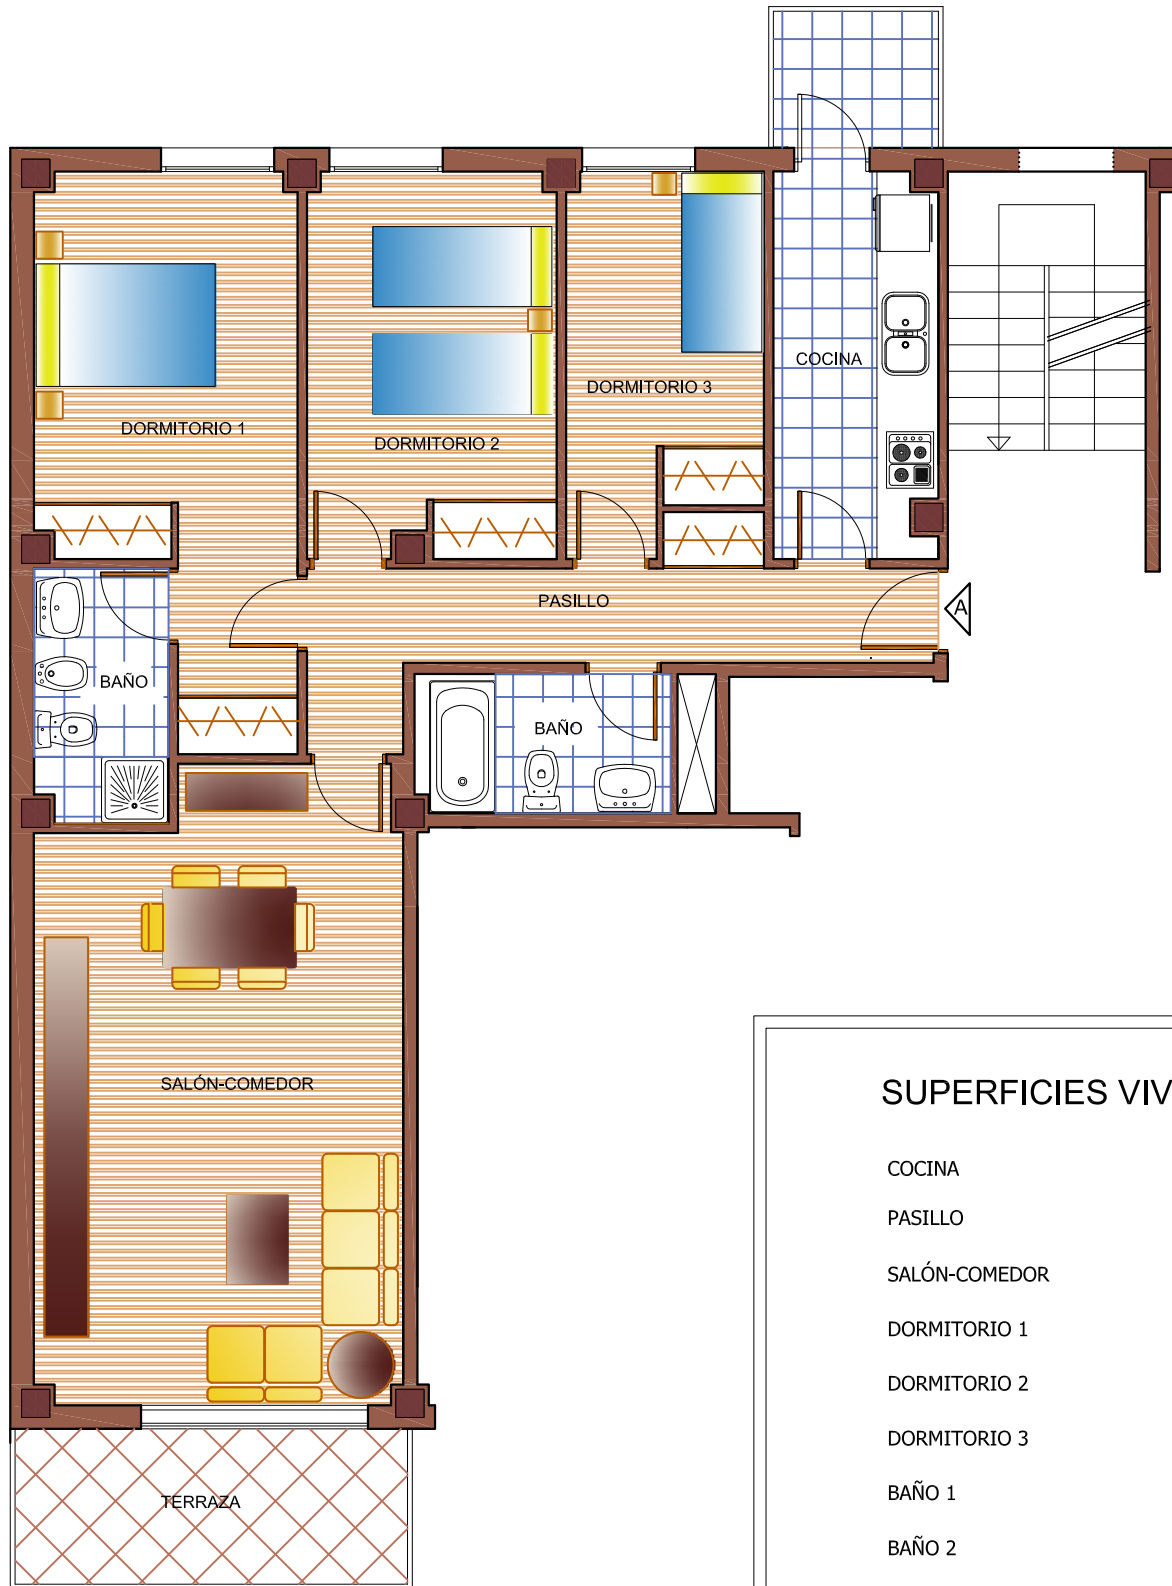 COCINA
DORMITORIO 3
DORMITORIO 1
DORMITORIO 2
PASILLO
A
BAÑO
BAÑO
SALÓN-COMEDOR
TERRAZA
SUPERFICIES VIV
COCINA
PASILLO
SALÓN-COMEDOR
DORMITORIO 1
DORMITORIO 2
DORMITORIO 3
BAÑO 1
BAÑO 2